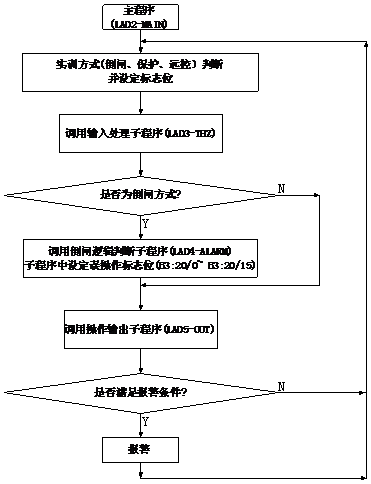 主程序
(LAD2-MAIN)
实训方式(倒闸、保护、远控）判断
并设定标志位
调用输入处理子程序(LAD3-THZ)
是否为倒闸方式?
N
Y
调用倒闸逻辑判断子程序(LAD4-ALARM)
子程序中设定误操作标志位(B3:20/0~ B3:20/15)
调用操作输出子程序(LAD5-OUT)
是否满足报警条件?
N
Y
报警